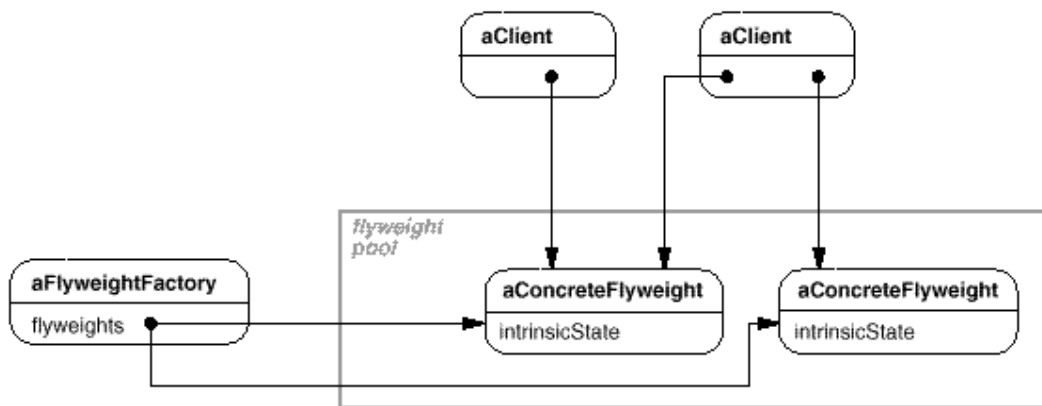 aClient
aClient
flyweight
pool
aFlyweightFactory
flyweights
aConcreteFlyweight
intrinsicState
aConcreteFlyweight
intrinsicState